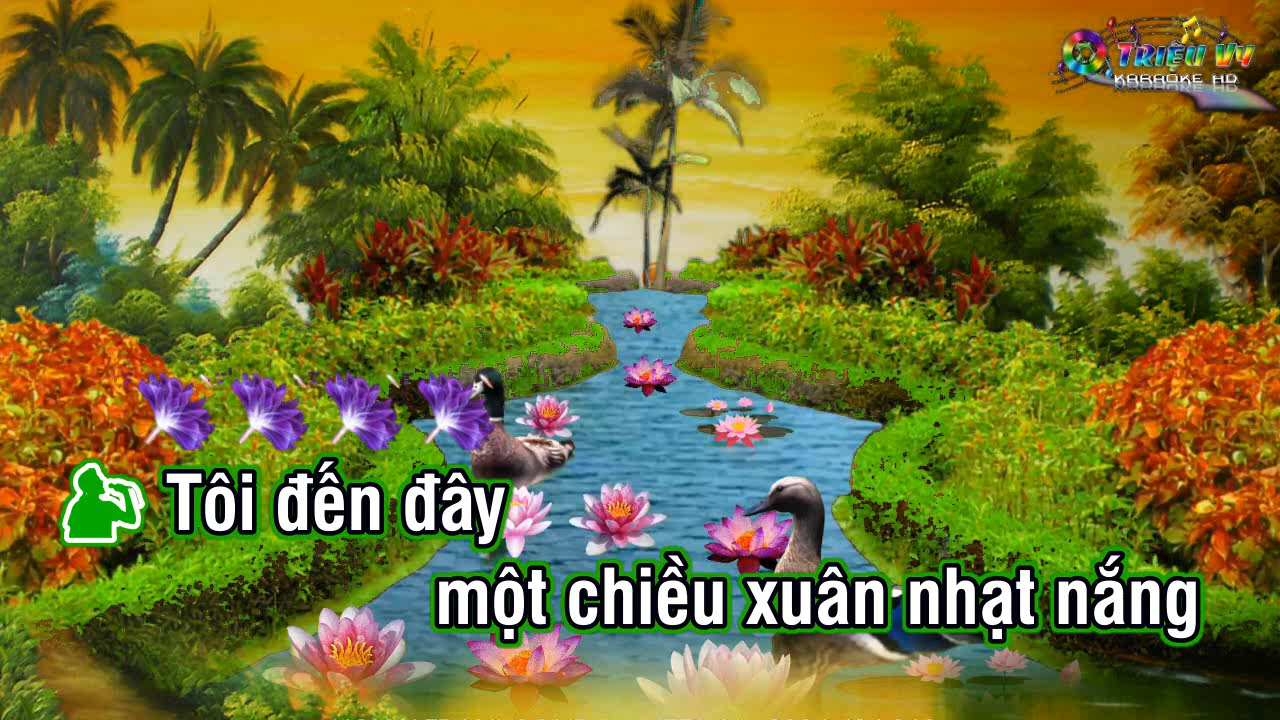 TRIỆU VY
KARAOKE HD
Tôi đến đây
một chiều xuân nhạt nắng